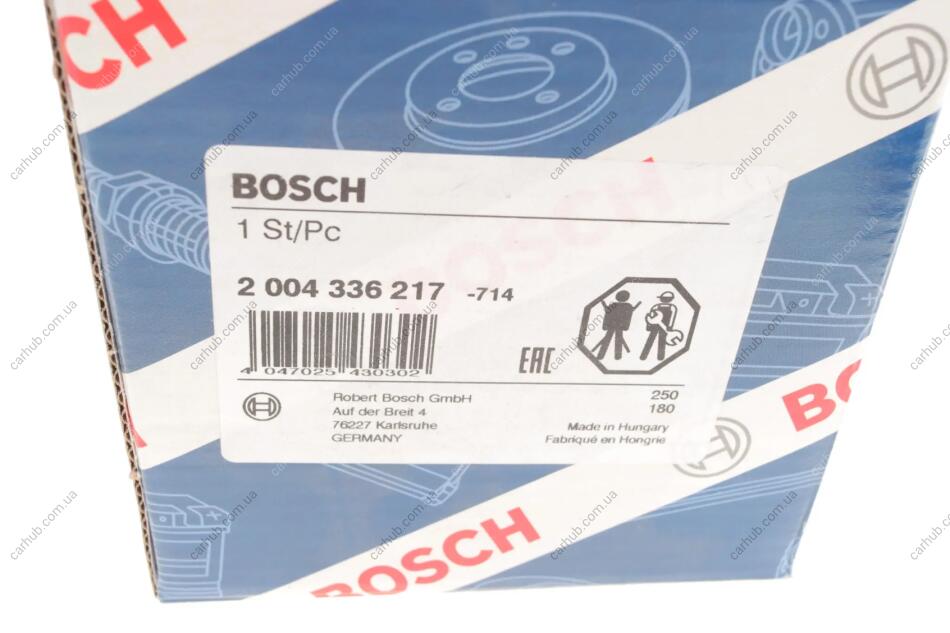 BOSCH
BOSCH
1 St/Pc
2 004 336 217 -714
4 047025 430302
EAC
Robert Bosch GmbH
Auf der Breit 4
76227 Karlsruhe
GERMANY
250
180
Made in Hungary
Fabriqué en Hongrie
BOSCH
carhub.com.ua